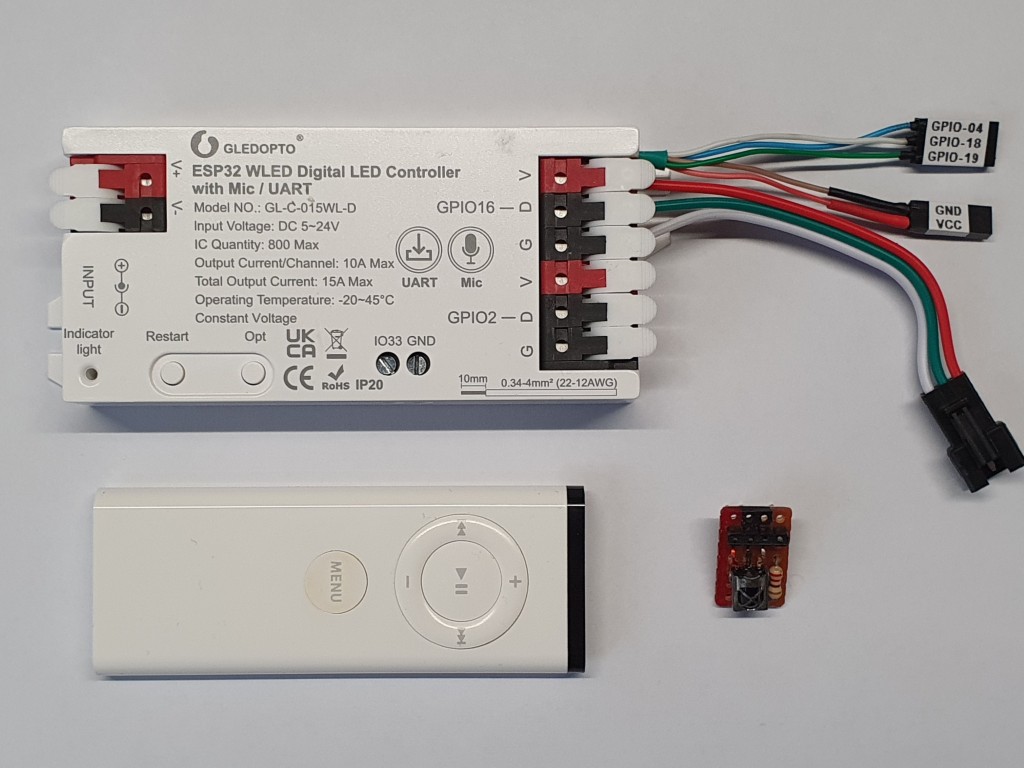 GLEDOPTO®
ESP32 WLED Digital LED Controller
with Mic / UART
Model NO.: GL-C-015WL-D
Input Voltage: DC 5~24V
IC Quantity: 800 Max
Output Current/Channel: 10A Max
Total Output Current: 15A Max
Operating Temperature: -20~45°C
Constant Voltage
V+
V-
INPUT
Indicator
light
Restart
Opt
UK
CA
CE
RoHS
IP20
UART
Mic
IO33 GND
10mm
0.34-4mm² (22-12AWG)
GPIO16
V
D
G
GPIO2
V
D
G
GPIO-04
GPIO-18
GPIO-19
GND
VCC
MENU